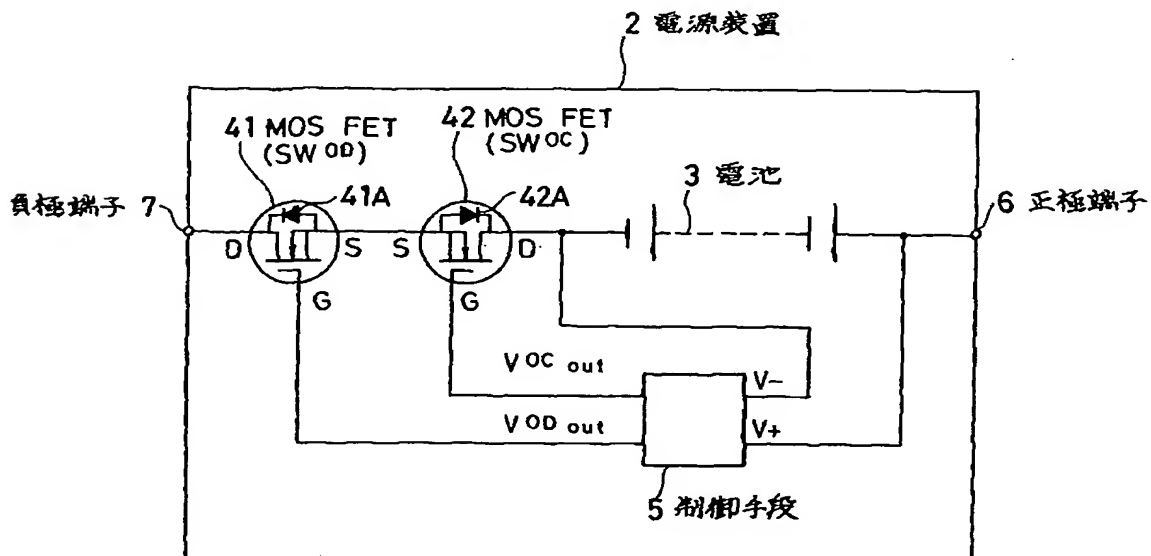 2 電源装置
41 MOS FET
(SW OD)
42 MOS FET
(SW OC)
41A
42A
3 電池
負極端子 7
6 正極端子
D
S
S
D
G
G
V OC out
V-
V OD out
V+
5 制御手段